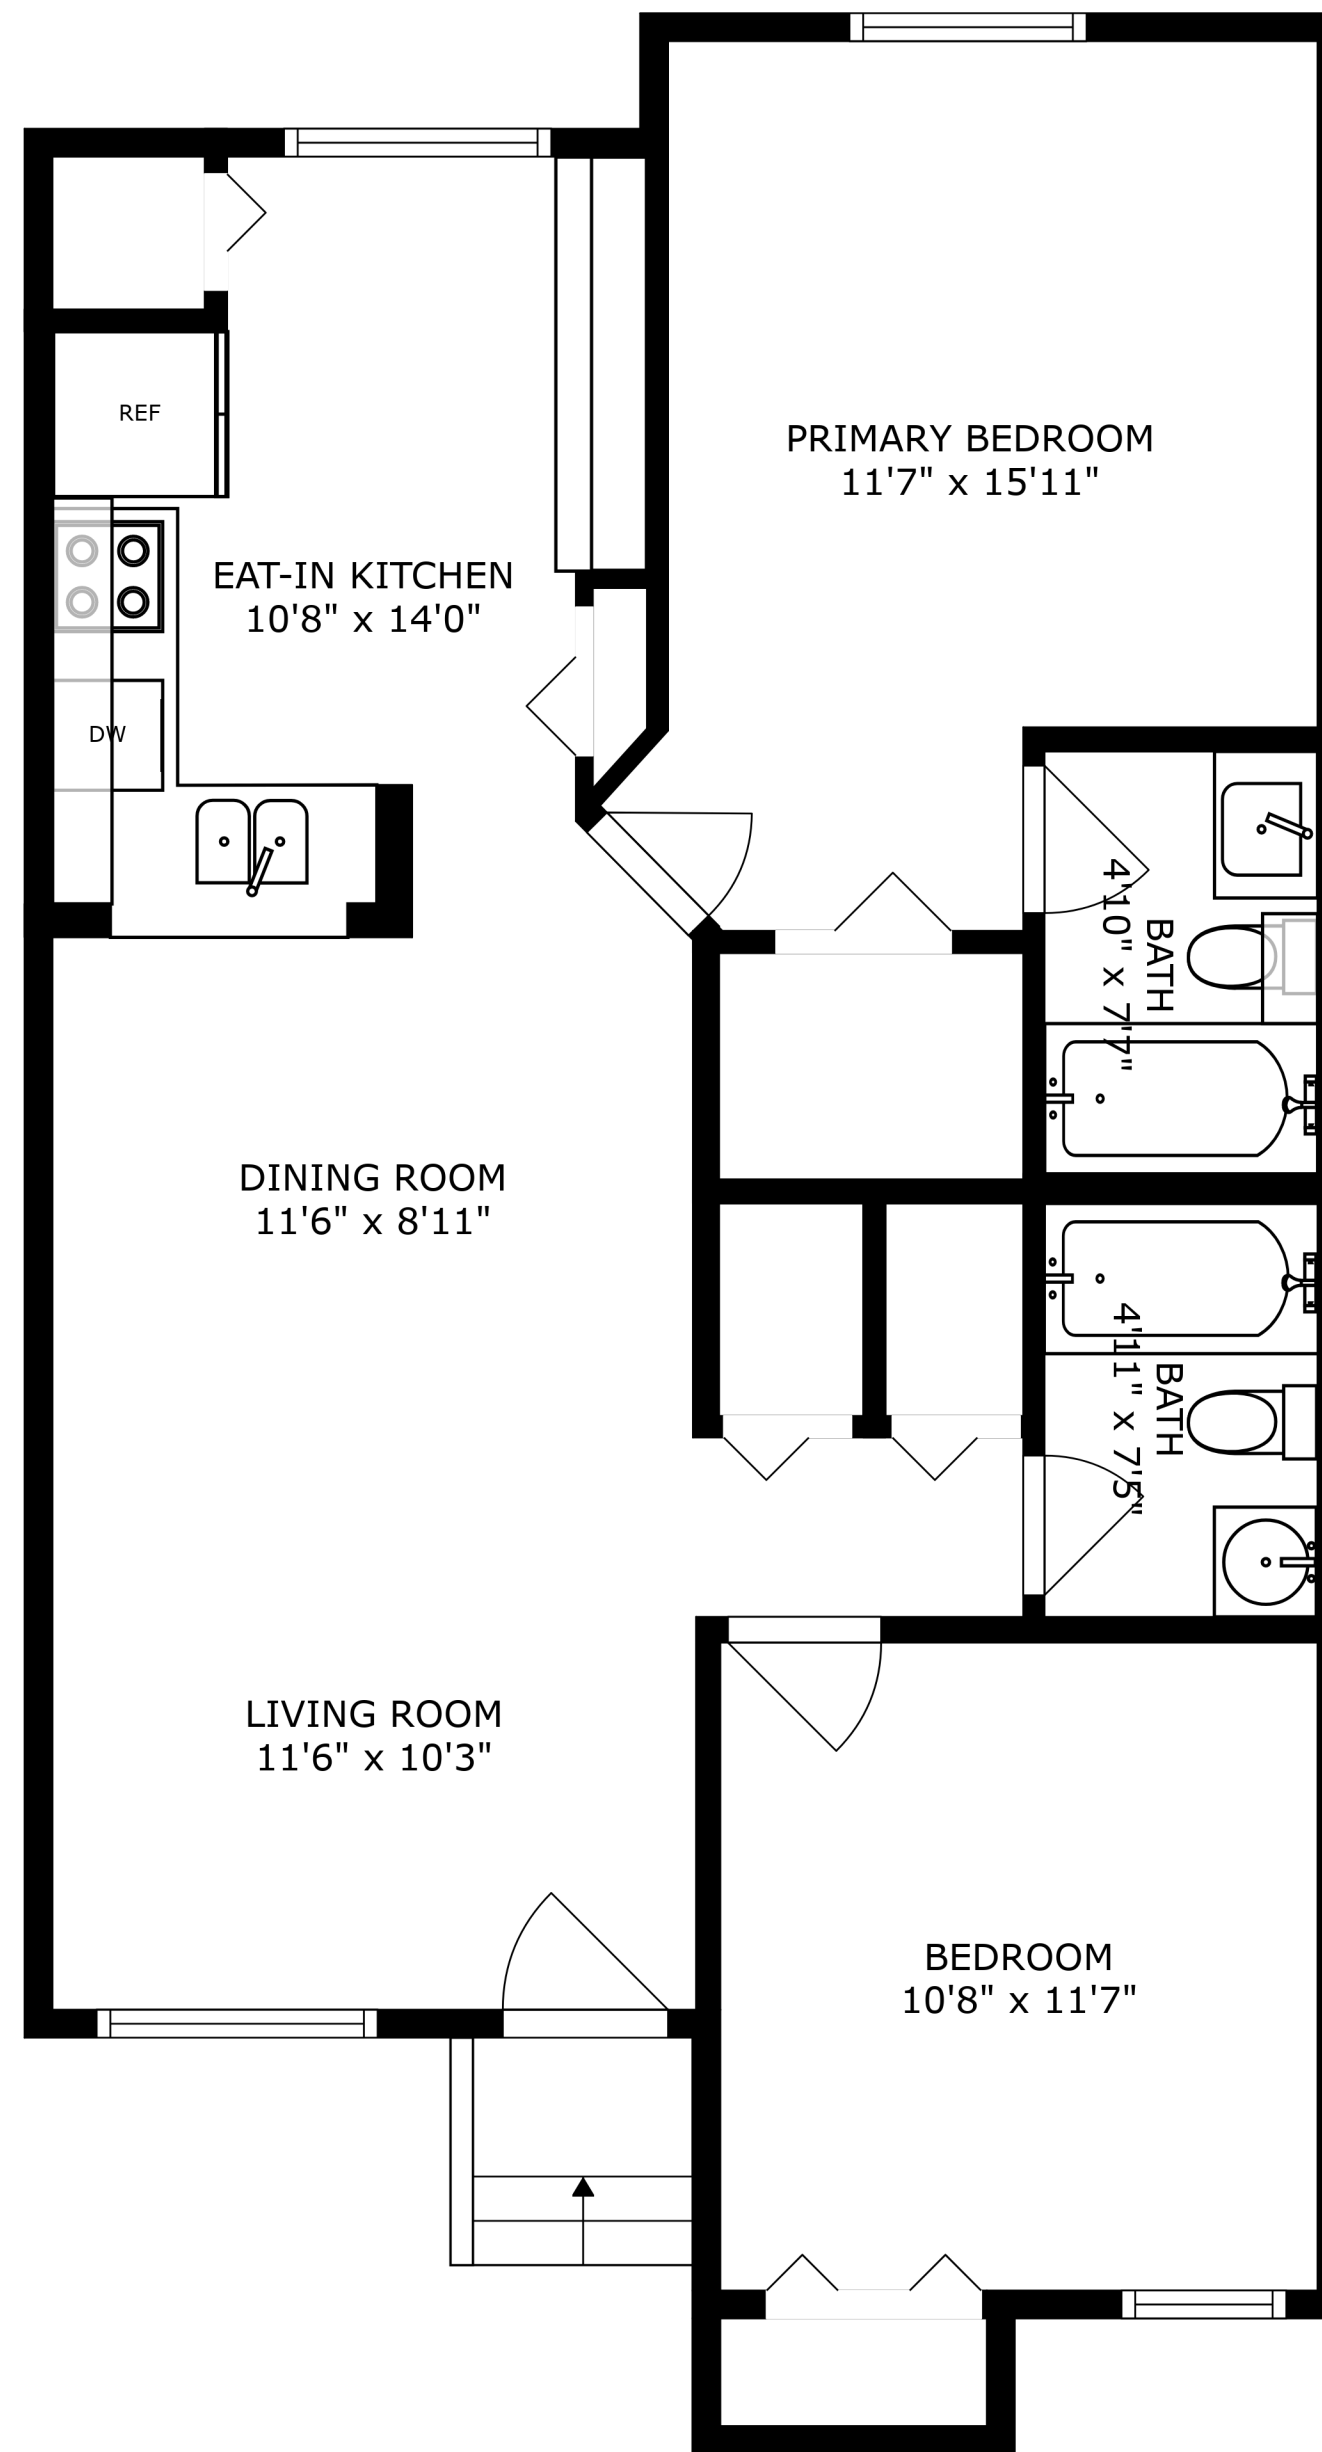 PRIMARY BEDROOM
11'7" x 15'11"
REF
EAT-IN KITCHEN
10'8" x 14'0"
DW
BATH
4'10" x 7'7"
DINING ROOM
11'6" x 8'11"
BATH
4'11" x 7'5"
LIVING ROOM
11'6" x 10'3"
BEDROOM
10'8" x 11'7"